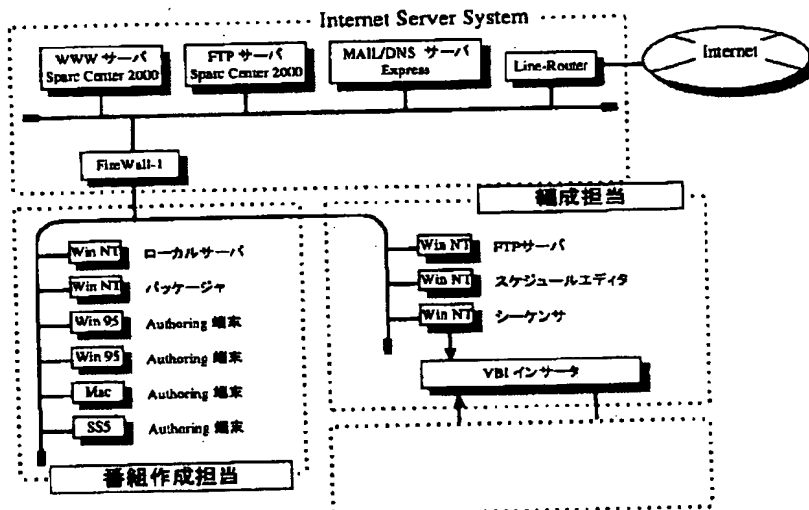 Internet Server System
WWW サーバ
Sparc Center 2000
FTP サーバ
Sparc Center 2000
MAIL/DNS サーバ
Express
Line-Router
Internet
FireWall-1
編成担当
Win NT ローカルサーバ
Win NT パッケージャ
Win 95 Authoring 端末
Win 95 Authoring 端末
Mac Authoring 端末
SS5 Authoring 端末
番組作成担当
Win NT FTPサーバ
Win NT スケジュールエディタ
Win NT シーケンサ
VBI インサータ